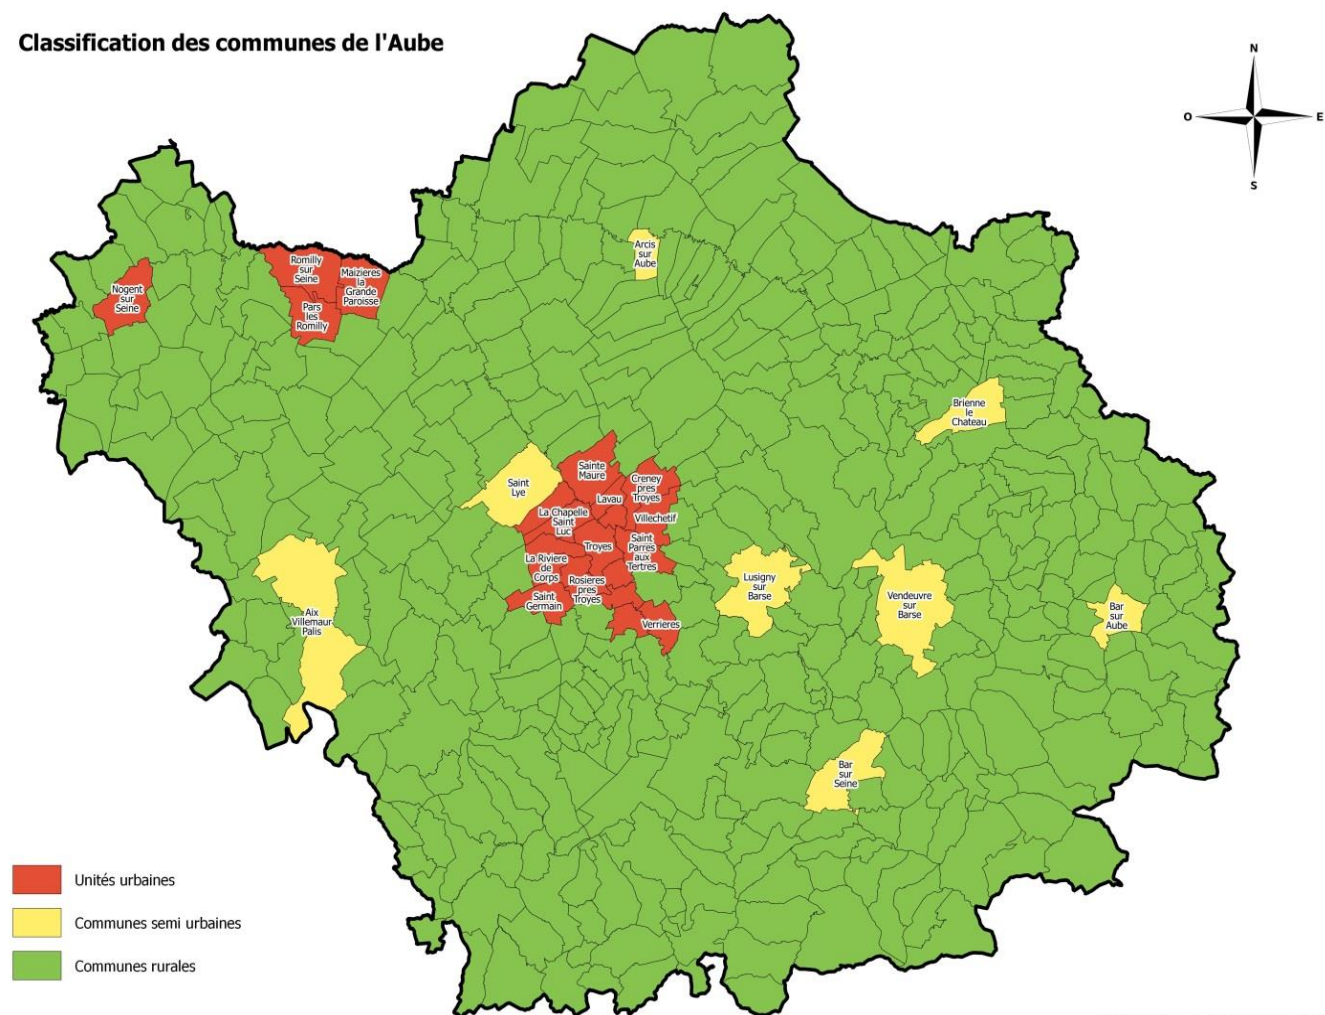 Classification des communes de l'Aube
N
O
E
S
Arcis
sur
Aube
Romilly
sur
Seine
Maizieres
la
Grande
Paroisse
Nogent
sur
Seine
Pars
les
Romilly
Brienne
le
Chateau
Sainte
Maure
Saint
Lye
Creney
pres
Troyes
Lavau
La Chapelle
Saint
Luc
Villechetif
Troyes
Saint
Parres
aux
Tertres
La Riviere
de
Corps
Rosieres
pres
Troyes
Saint
Germain
Verrieres
Lusigny
sur
Barse
Vendeuvre
sur
Barse
Bar
sur
Aube
Aix
Villemaur
Palis
Bar
sur
Seine
Unités urbaines
Communes semi urbaines
Communes rurales